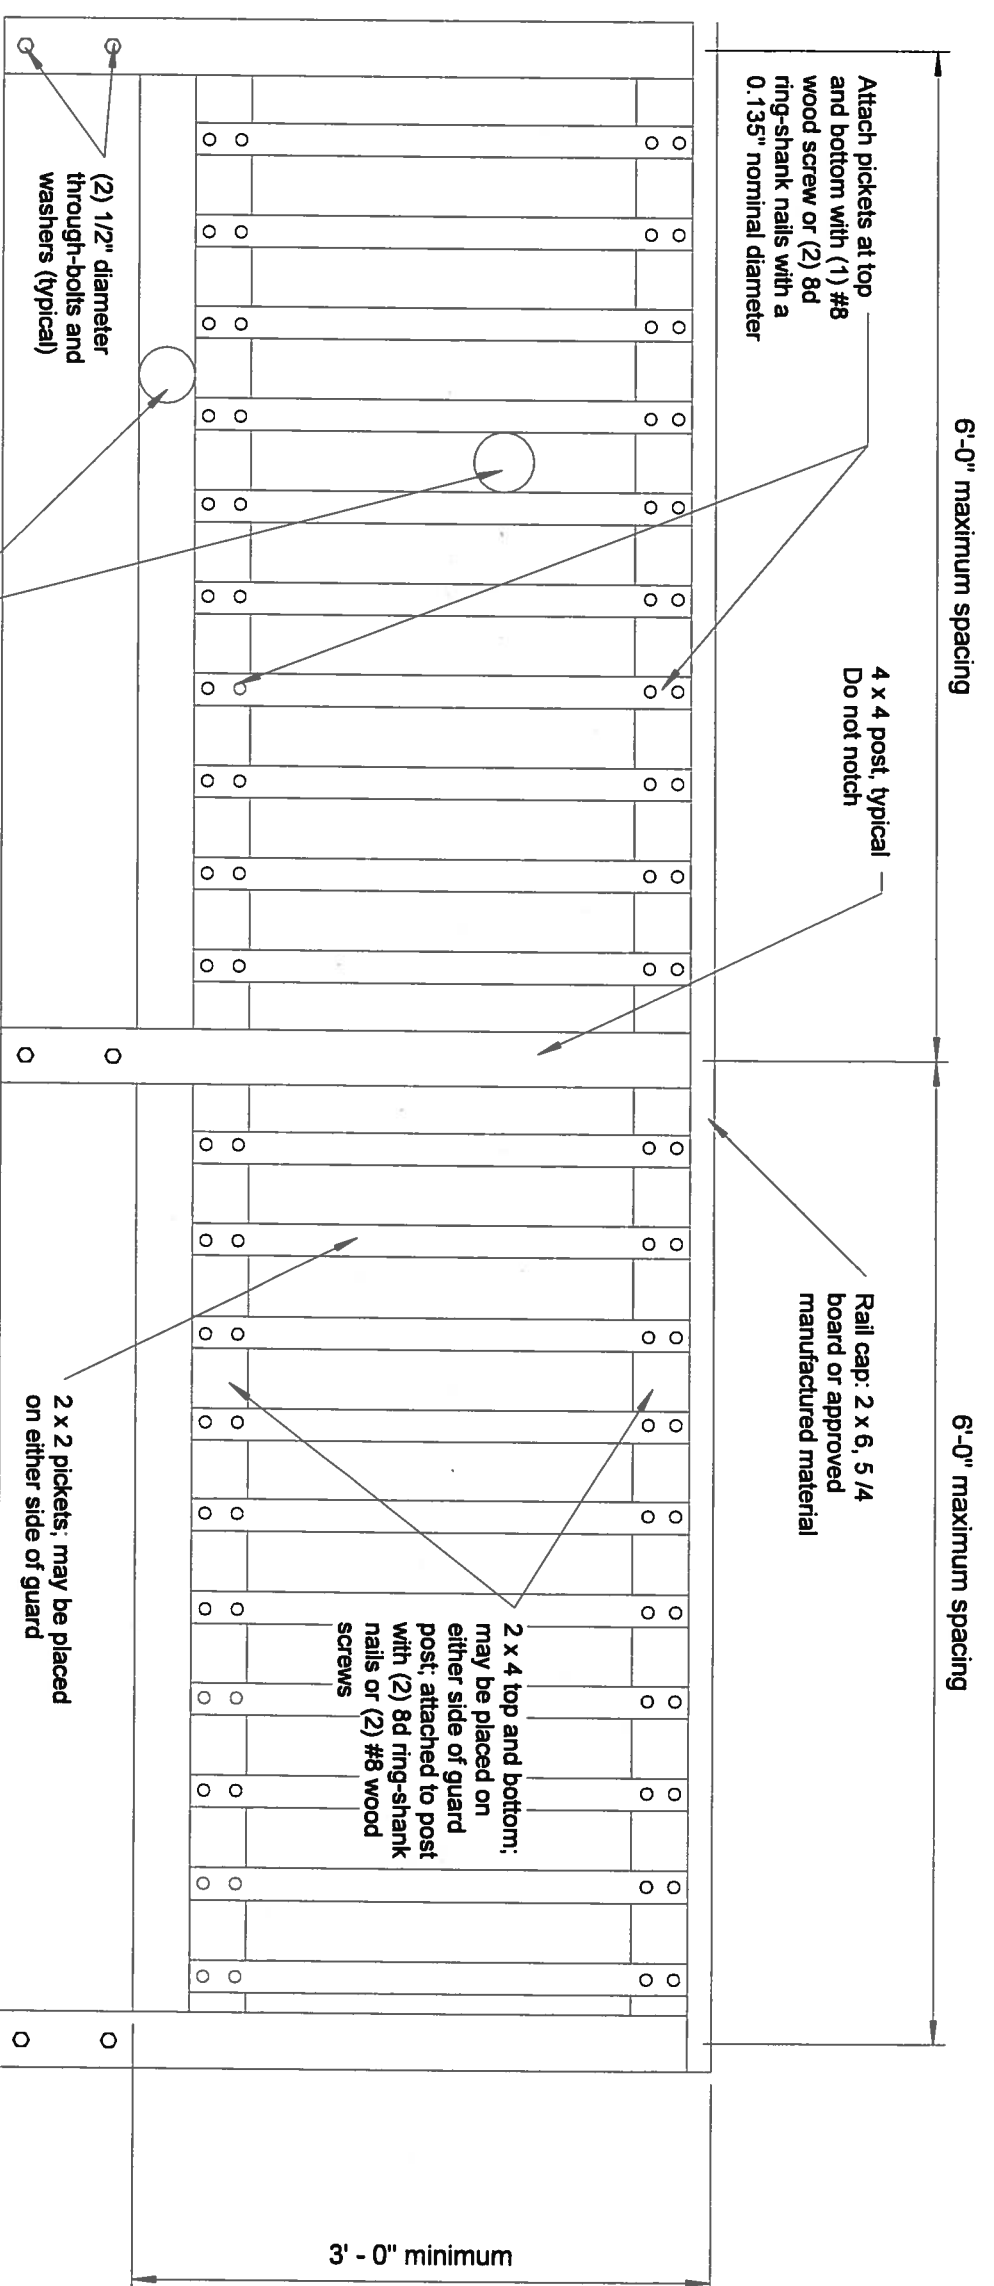 6'-0" maximum spacing
6'-0" maximum spacing
Attach pickets at top
and bottom with (1) #8
wood screw or (2) 8d
ring-shank nails with a
0.135" nominal diameter
4 x 4 post, typical
Do not notch
Rail cap: 2 x 6, 5 /4
board or approved
manufactured material
2 x 4 top and bottom;
may be placed on
either side of guard
post; attached to post
with (2) 8d ring-shank
nails or (2) #8 wood
screws
3' - 0" minimum
(2) 1/2" diameter
through-bolts and
washers (typical)
2 x 2 pickets; may be placed
on either side of guard